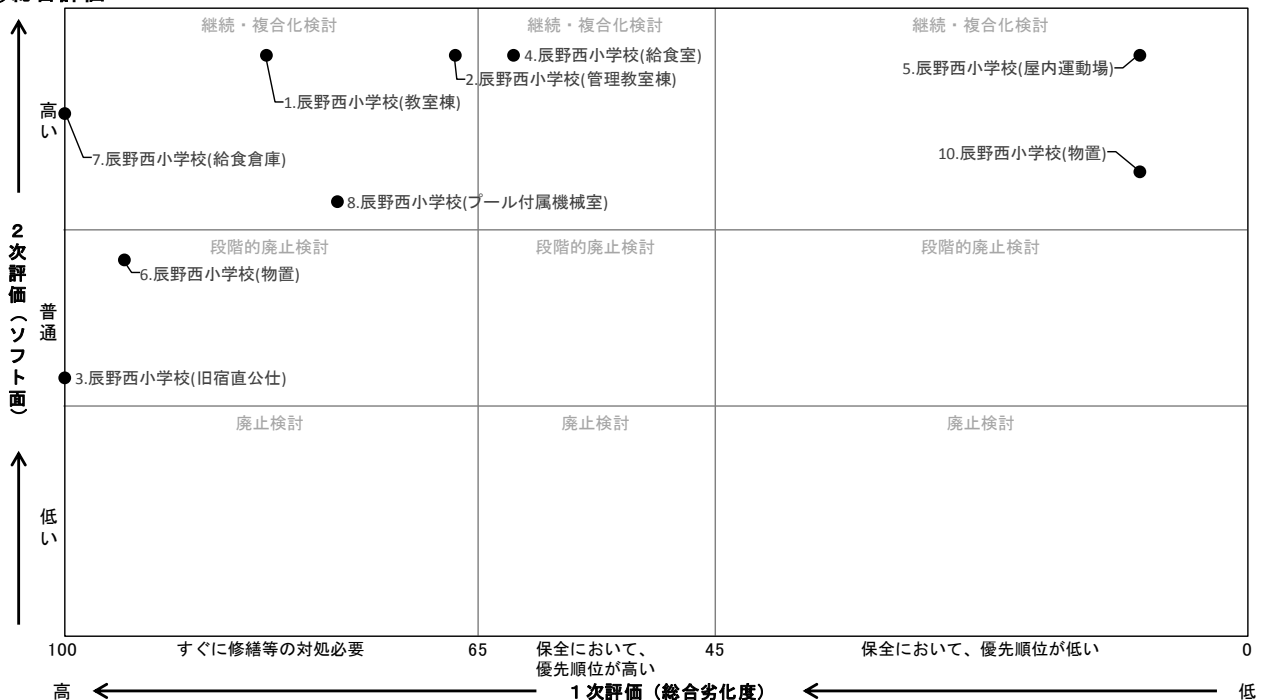 継続・複合化検討
継続・複合化検討
継続・複合化検討
4.辰野西小学校(給食室)
5.辰野西小学校(屋内運動場)
2.辰野西小学校(管理教室棟)
1.辰野西小学校(教室棟)
高い
7.辰野西小学校(給食倉庫)
10.辰野西小学校(物置)
8.辰野西小学校(プール付属機械室)
２次評価（ソフト面）
段階的廃止検討
段階的廃止検討
段階的廃止検討
6.辰野西小学校(物置)
普通
3.辰野西小学校(旧宿直公仕)
廃止検討
廃止検討
廃止検討
低い
100
すぐに修繕等の対処必要
65
保全において、
優先順位が高い
45
保全において、優先順位が低い
0
高
１次評価（総合劣化度）
低